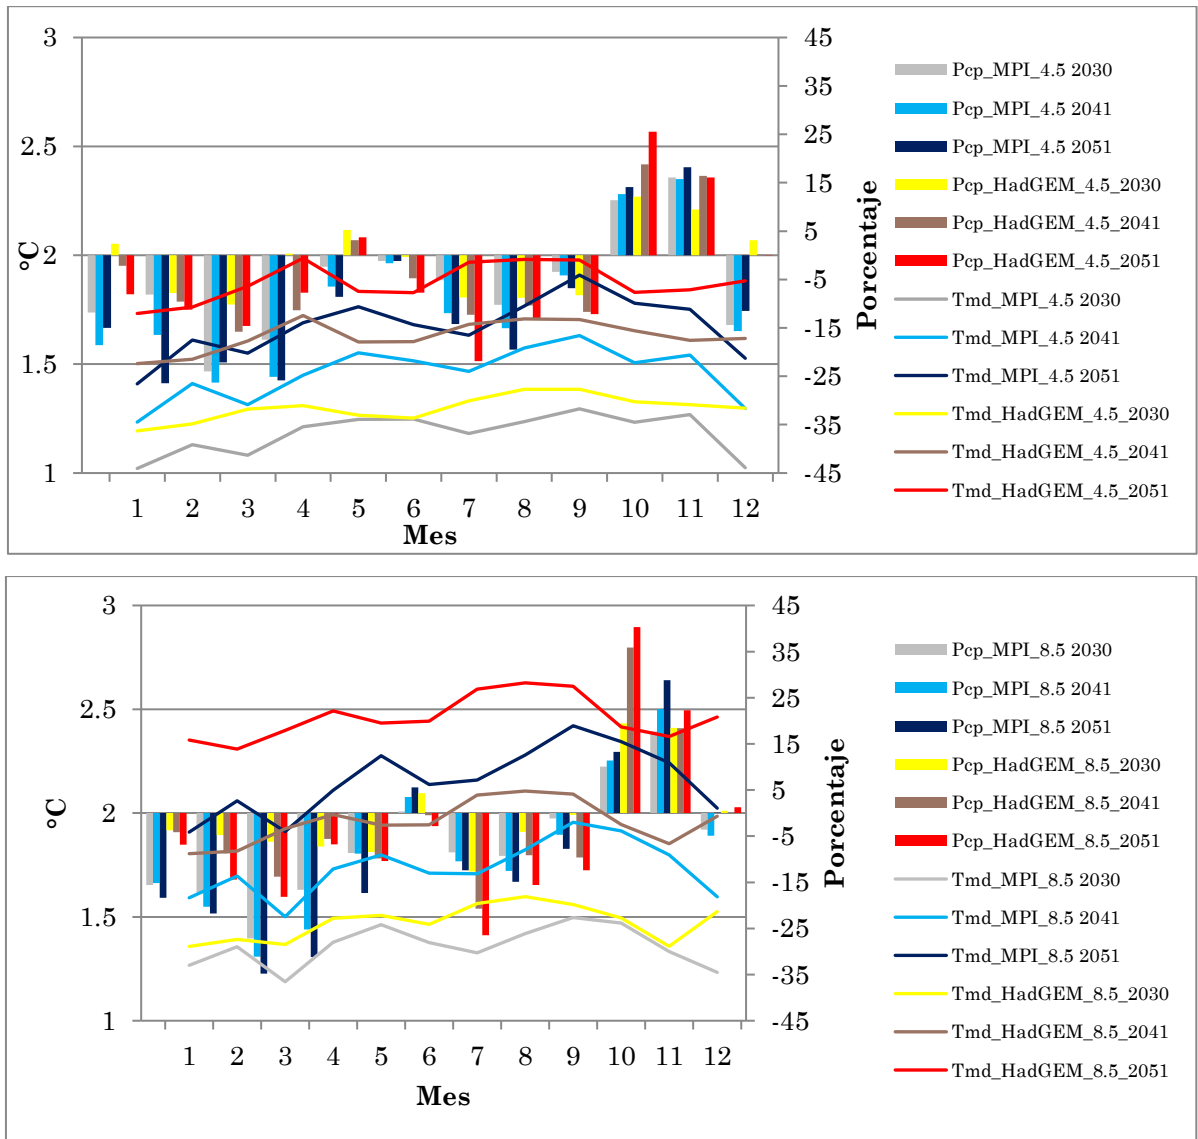 3
2.5
2
1.5
1
°C
45
35
25
15
5
-5
-15
-25
-35
-45
Porcentaje
1 2 3 4 5 6 7 8 9 10 11 12
Mes
Pcp_MPI_4.5 2030
Pcp_MPI_4.5 2041
Pcp_MPI_4.5 2051
Pcp_HadGEM_4.5_2030
Pcp_HadGEM_4.5_2041
Pcp_HadGEM_4.5_2051
Tmd_MPI_4.5 2030
Tmd_MPI_4.5 2041
Tmd_MPI_4.5 2051
Tmd_HadGEM_4.5_2030
Tmd_HadGEM_4.5_2041
Tmd_HadGEM_4.5_2051
3
2.5
2
1.5
1
°C
45
35
25
15
5
-5
-15
-25
-35
-45
Porcentaje
1 2 3 4 5 6 7 8 9 10 11 12
Mes
Pcp_MPI_8.5 2030
Pcp_MPI_8.5 2041
Pcp_MPI_8.5 2051
Pcp_HadGEM_8.5_2030
Pcp_HadGEM_8.5_2041
Pcp_HadGEM_8.5_2051
Tmd_MPI_8.5 2030
Tmd_MPI_8.5 2041
Tmd_MPI_8.5 2051
Tmd_HadGEM_8.5_2030
Tmd_HadGEM_8.5_2041
Tmd_HadGEM_8.5_2051